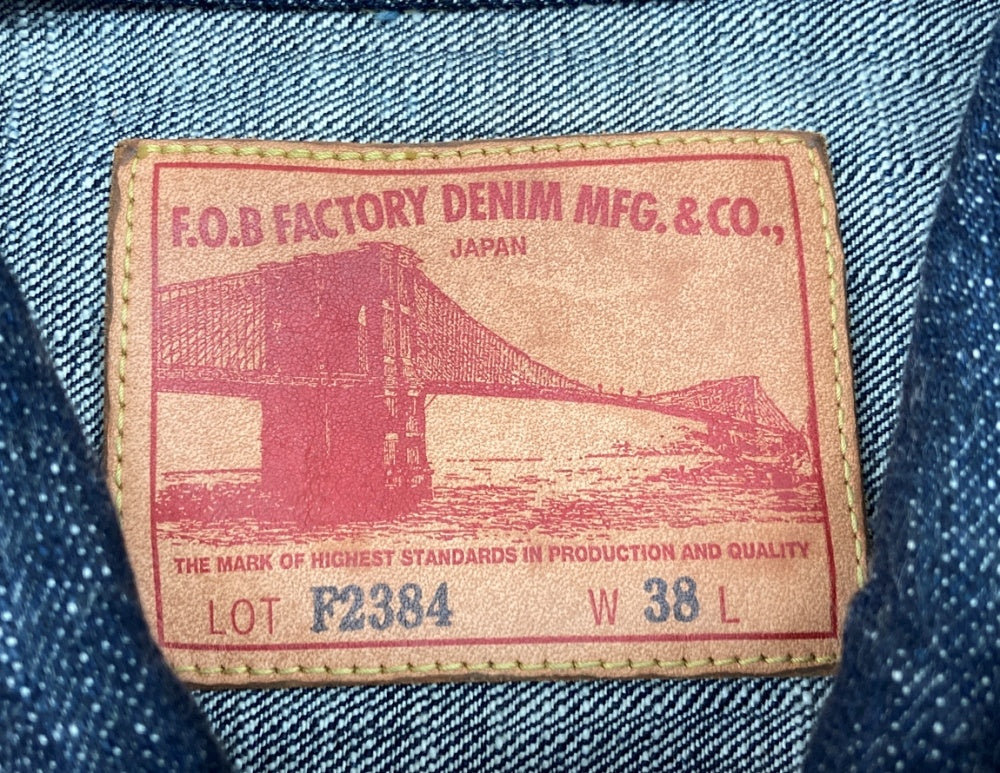 F.O.B FACTORY DENIM MFG. & CO.,
JAPAN
THE MARK OF HIGHEST STANDARDS IN PRODUCTION AND QUALITY
LOT F2384 W 38 L